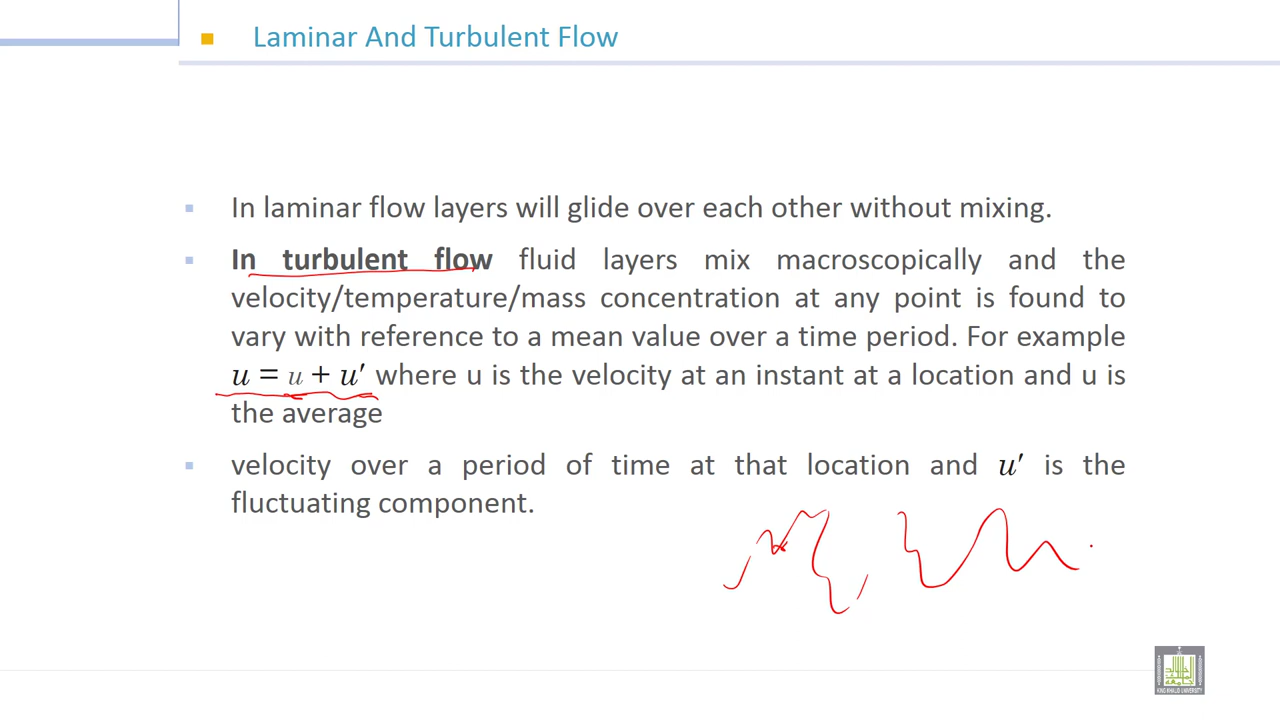 Laminar And Turbulent Flow
In laminar flow layers will glide over each other without mixing.
In turbulent flow fluid layers mix macroscopically and the
velocity/temperature/mass concentration at any point is found to
vary with reference to a mean value over a time period. For example
u = u + u′ where u is the velocity at an instant at a location and u is
the average
velocity over a period of time at that location and u′ is the
fluctuating component.
KING KHALID UNIVERSITY